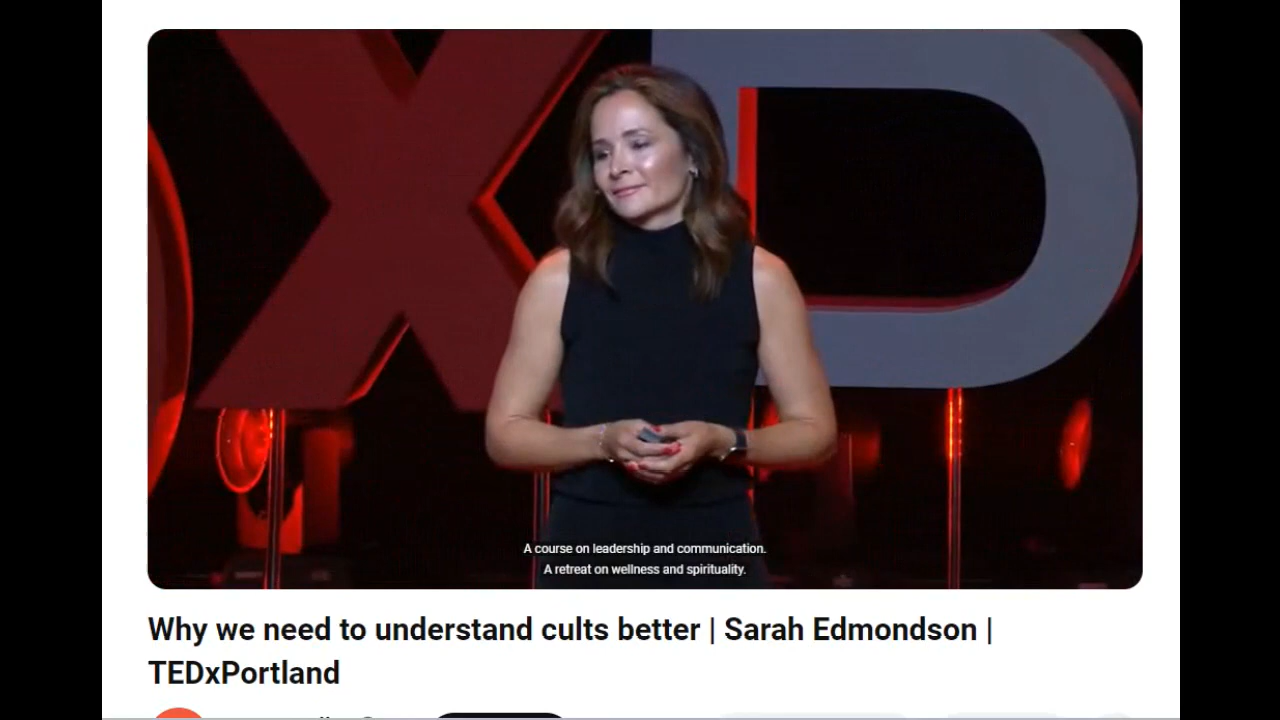 XD
A course on leadership and communication.
A retreat on wellness and spirituality.
Why we need to understand cults better | Sarah Edmondson |
TEDxPortland